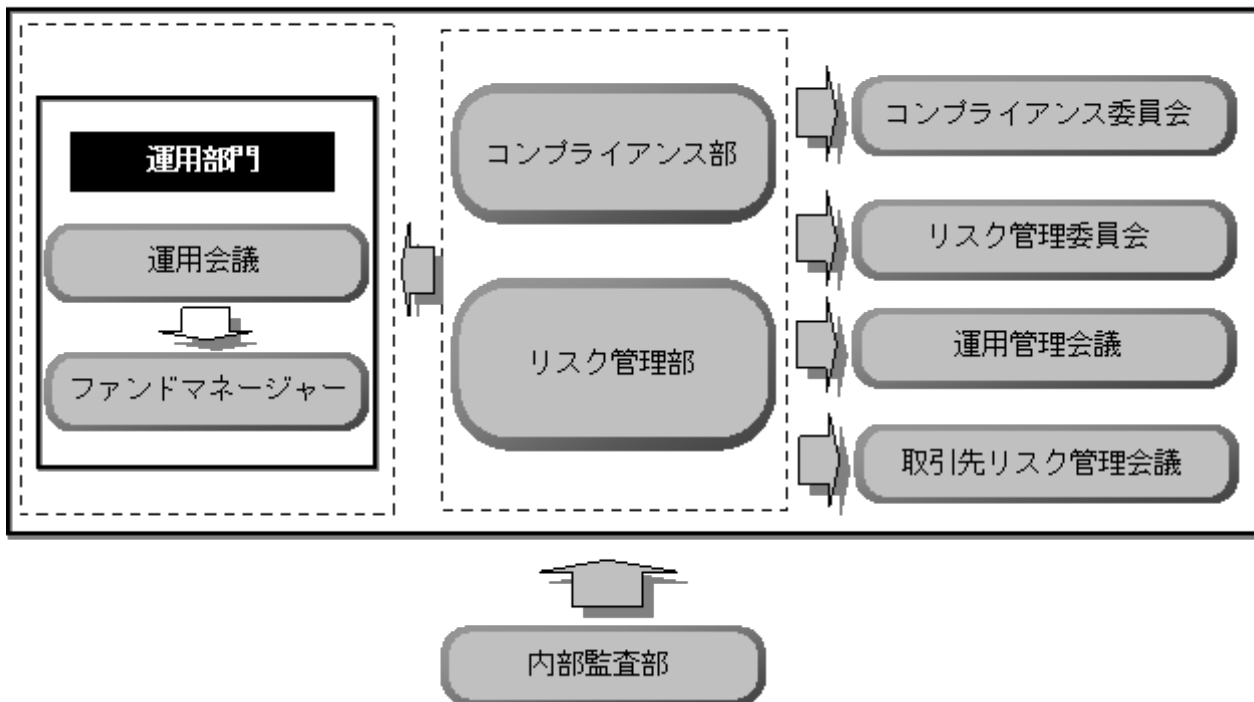 運用部門
運用会議
ファンドマネージャー
コンプライアンス部
リスク管理部
コンプライアンス委員会
リスク管理委員会
運用管理会議
取引先リスク管理会議
内部監査部